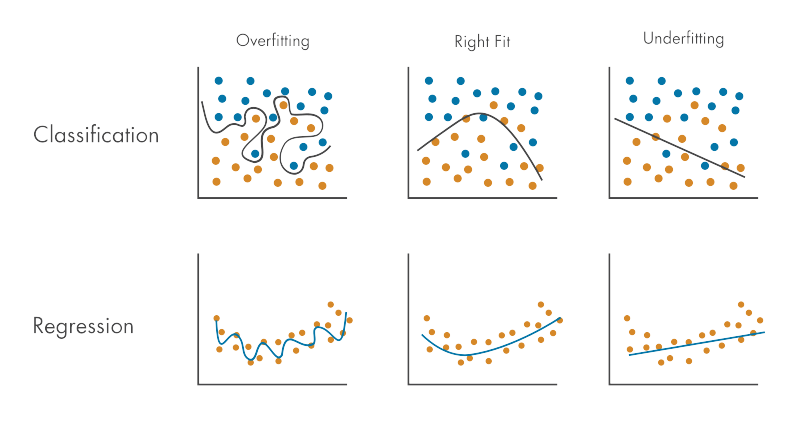 Overfitting
Right Fit
Underfitting
Classification
Regression